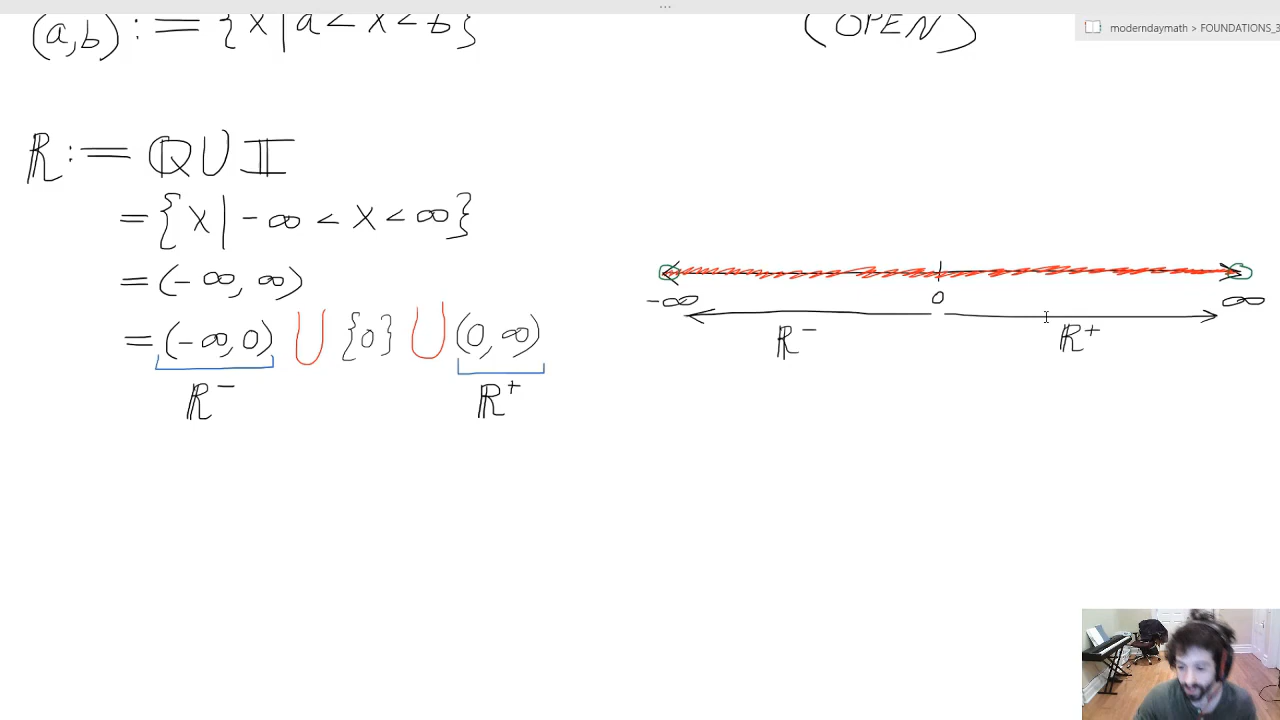 (a,b) := {x | a < x < b}
(OPEN)
moderndaymath > FOUNDATIONS_3
ℝ := ℚ ∪ 𝕀
= {x | -∞ < x < ∞}
= (-∞, ∞)
= (-∞, 0) ∪ {0} ∪ (0, ∞)
ℝ⁻ ℝ⁺
-∞ 0 ∞
ℝ⁻ ℝ⁺